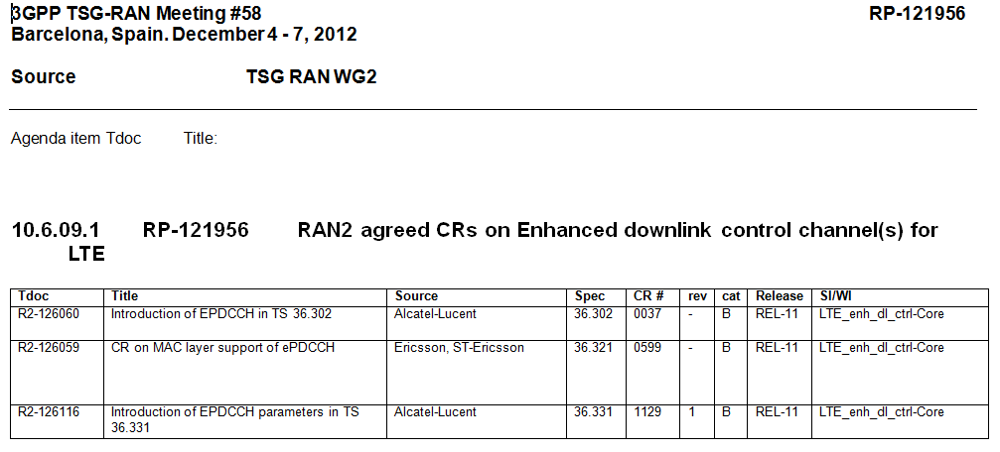 3GPP TSG-RAN Meeting #58 RP-121956
Barcelona, Spain. December 4 - 7, 2012
Source TSG RAN WG2
Agenda item Tdoc Title:
10.6.09.1 RP-121956 RAN2 agreed CRs on Enhanced downlink control channel(s) for
LTE
Tdoc Title Source Spec CR # rev cat Release SI/WI
R2-126060 Introduction of EPDCCH in TS 36.302 Alcatel-Lucent 36.302 0037 - B REL-11 LTE_enh_dl_ctrl-Core
R2-126059 CR on MAC layer support of ePDCCH Ericsson, ST-Ericsson 36.321 0599 - B REL-11 LTE_enh_dl_ctrl-Core
R2-126116 Introduction of EPDCCH parameters in TS Alcatel-Lucent 36.331 1129 1 B REL-11 LTE_enh_dl_ctrl-Core
36.331